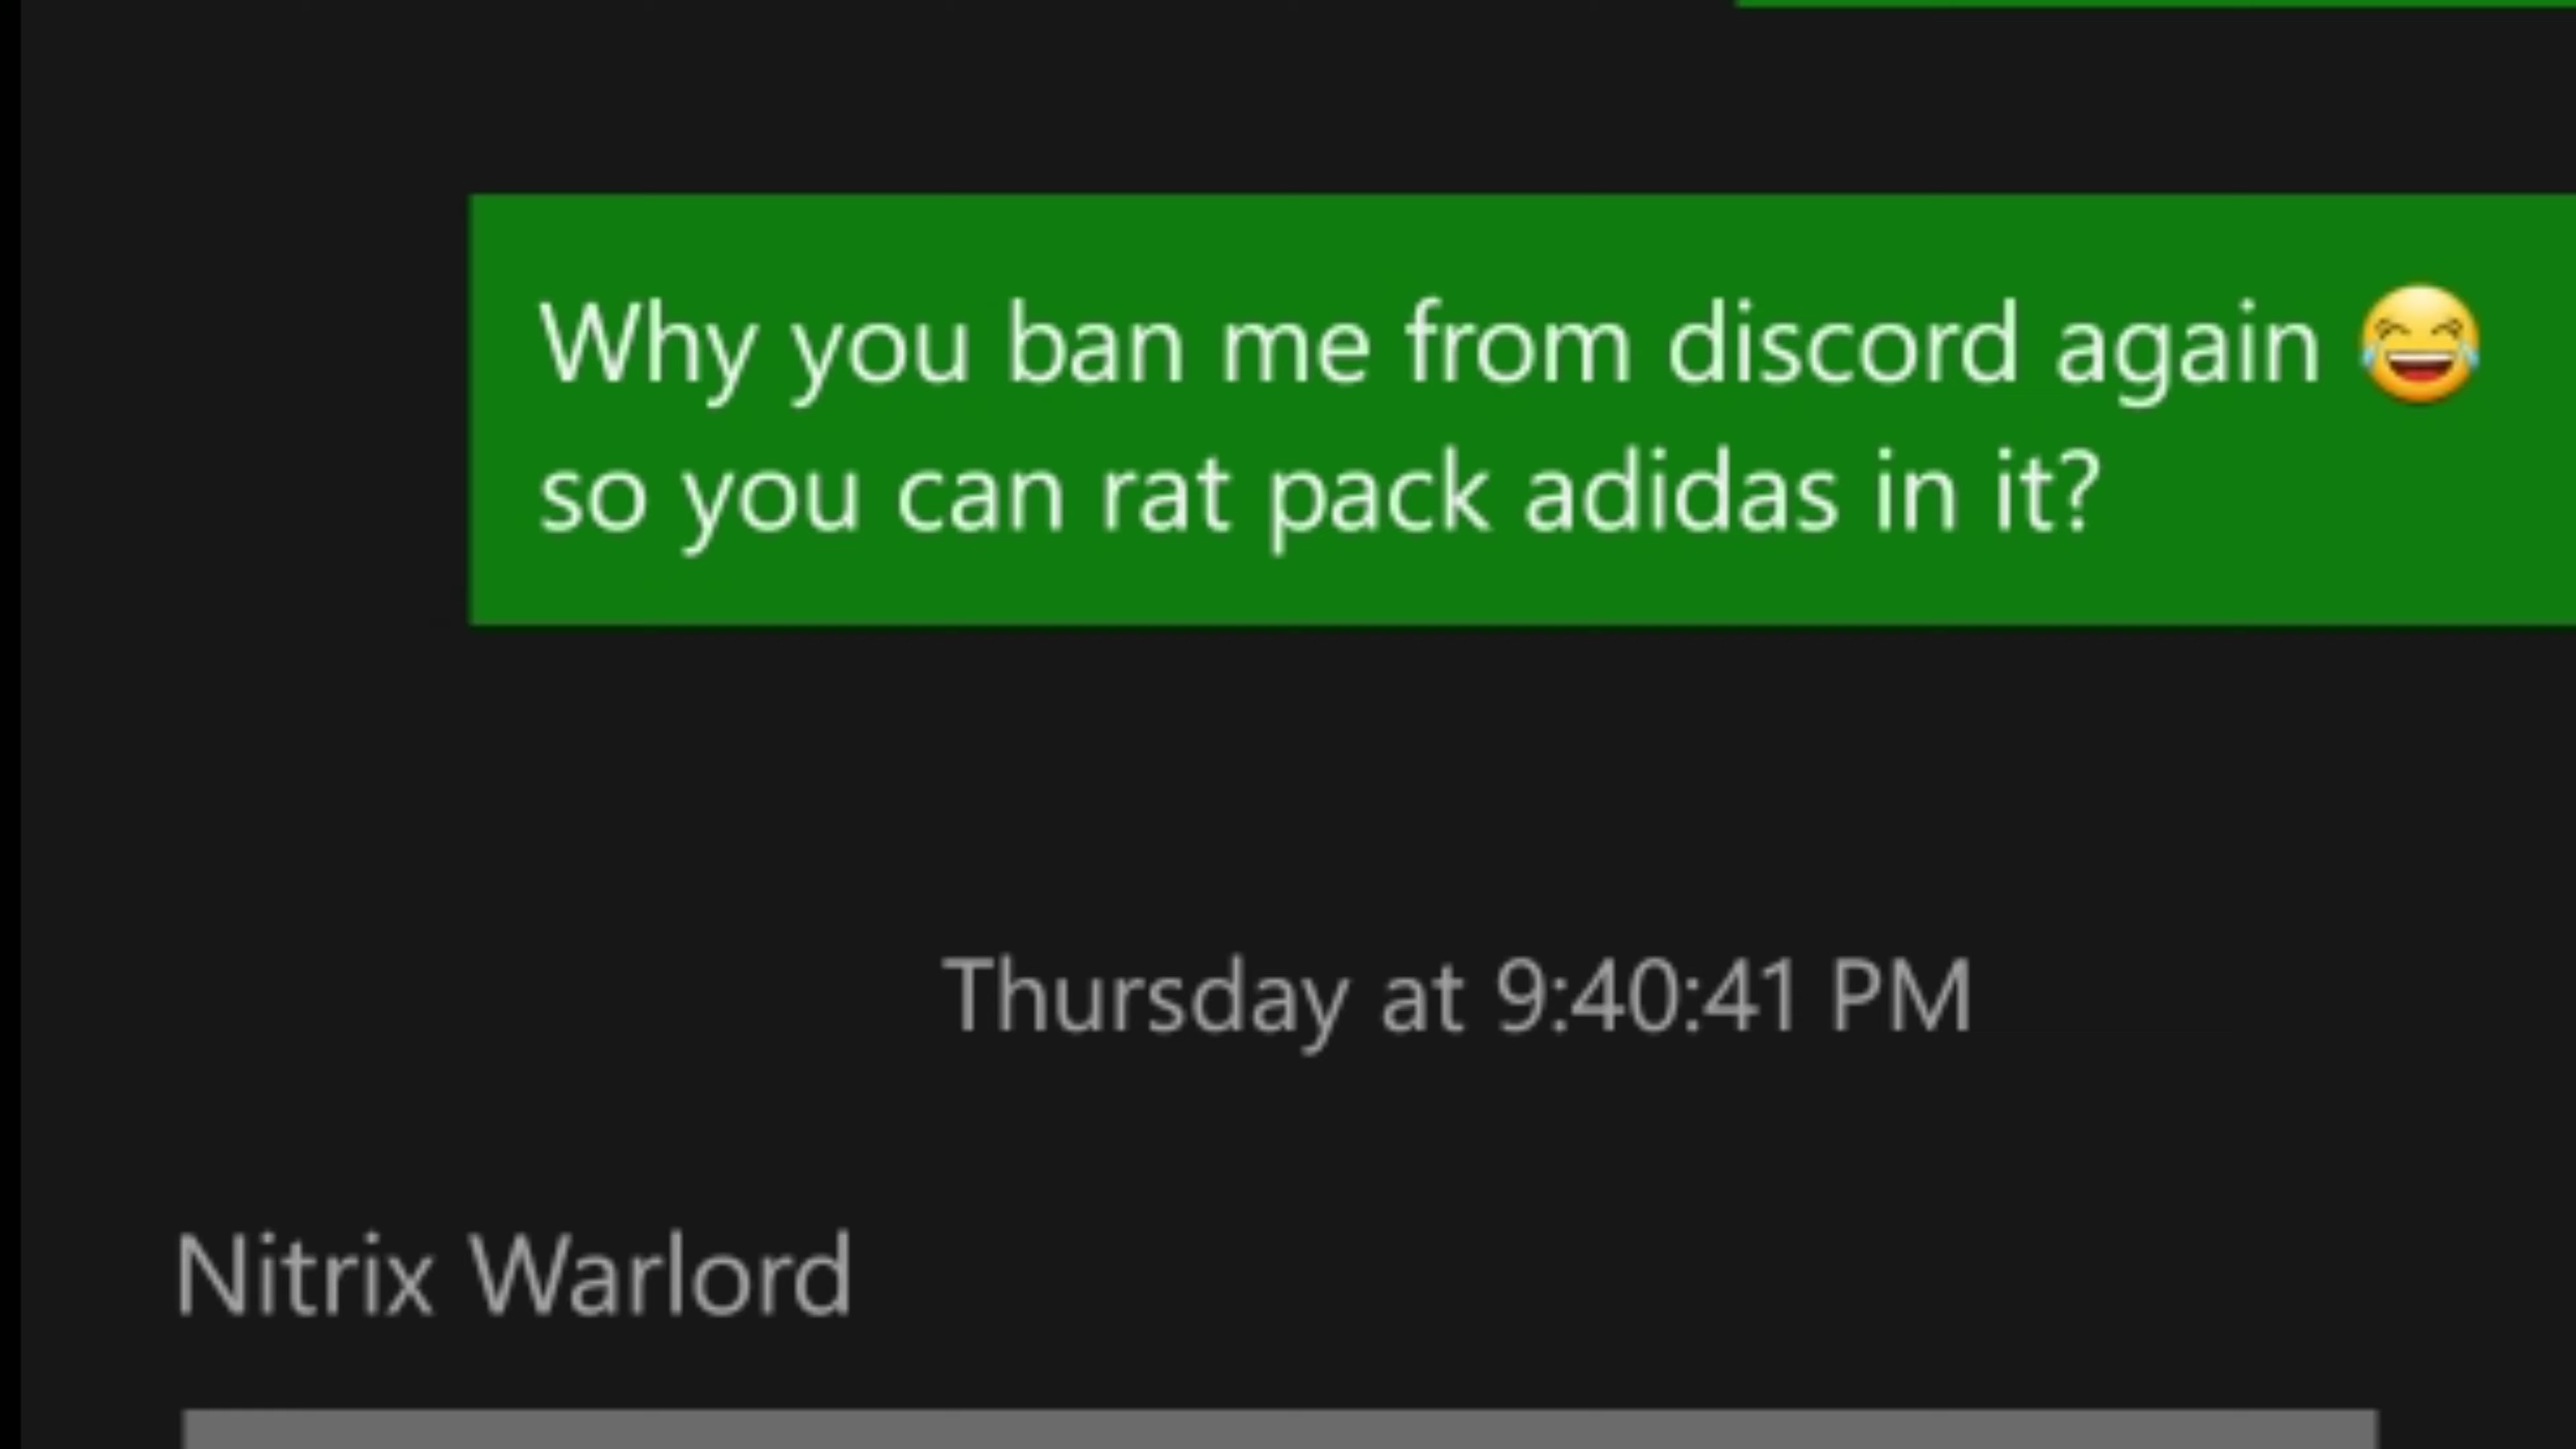 Why you ban me from discord again 😂
so you can rat pack adidas in it?
Thursday at 9:40:41 PM
Nitrix Warlord